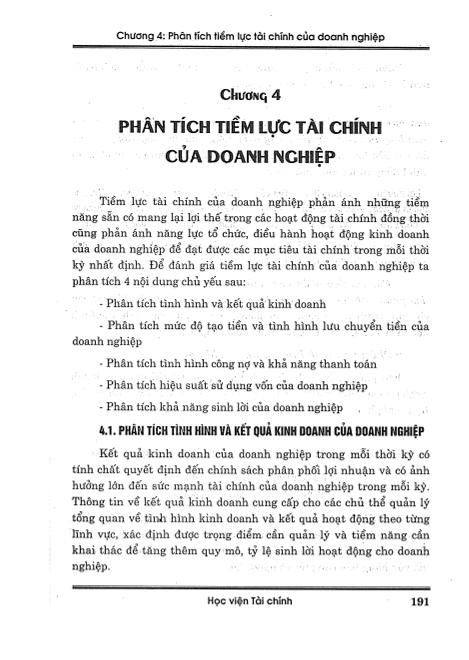 Chương 4: Phân tích tiềm lực tài chính của doanh nghiệp
Chương 4
PHÂN TÍCH TIỀM LỰC TÀI CHÍNH
CỦA DOANH NGHIỆP
Tiềm lực tài chính của doanh nghiệp phản ánh những tiềm
năng sẵn có mang lại lợi thế trong các hoạt động tài chính đồng thời
cũng phản ánh năng lực tổ chức, điều hành hoạt động kinh doanh
của doanh nghiệp để đạt được các mục tiêu tài chính trong mỗi thời
kỳ nhất định. Để đánh giá tiềm lực tài chính của doanh nghiệp ta
phân tích 4 nội dung chủ yếu sau:
- Phân tích tình hình và kết quả kinh doanh
- Phân tích mức độ tạo tiền và tình hình lưu chuyển tiền của
doanh nghiệp
- Phân tích tình hình công nợ và khả năng thanh toán
- Phân tích hiệu suất sử dụng vốn của doanh nghiệp
- Phân tích khả năng sinh lời của doanh nghiệp
4.1. PHÂN TÍCH TÌNH HÌNH VÀ KẾT QUẢ KINH DOANH CỦA DOANH NGHIỆP
Kết quả kinh doanh của doanh nghiệp trong mỗi thời kỳ có
tính chất quyết định đến chính sách phân phối lợi nhuận và có ảnh
hưởng lớn đến sức mạnh tài chính của doanh nghiệp trong mỗi kỳ.
Thông tin về kết quả kinh doanh cung cấp cho các chủ thể quản lý
tổng quan về tình hình kinh doanh và kết quả hoạt động theo từng
lĩnh vực, xác định được trọng điểm cần quản lý và tiềm năng cần
khai thác để tăng thêm quy mô, tỷ lệ sinh lời hoạt động cho doanh
nghiệp.
Học viện Tài chính 191